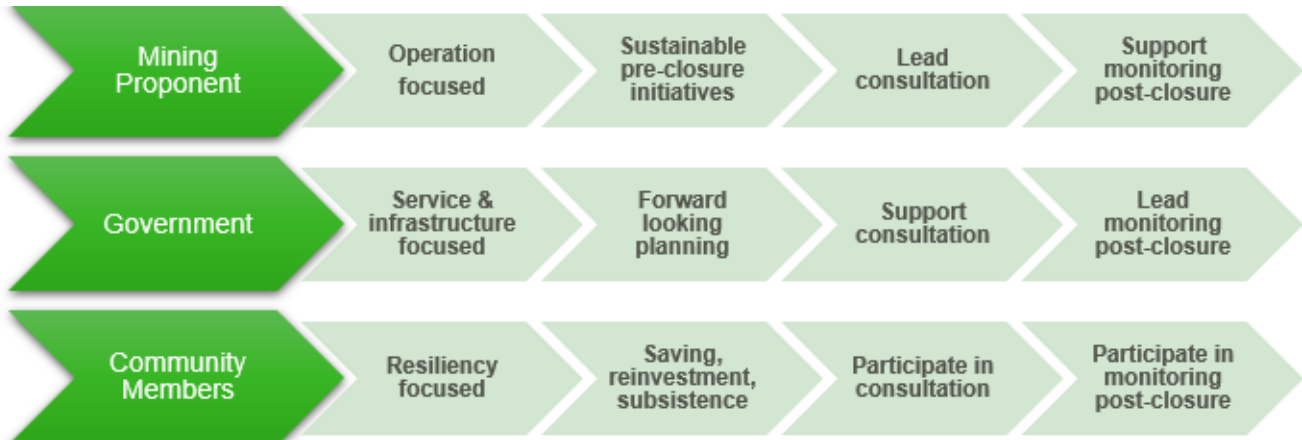 Mining
Proponent
Operation
focused
Sustainable
pre-closure
initiatives
Lead
consultation
Support
monitoring
post-closure
Government
Service &
infrastructure
focused
Forward
looking
planning
Support
consultation
Lead
monitoring
post-closure
Community
Members
Resiliency
focused
Saving,
reinvestment,
subsistence
Participate in
consultation
Participate in
monitoring
post-closure